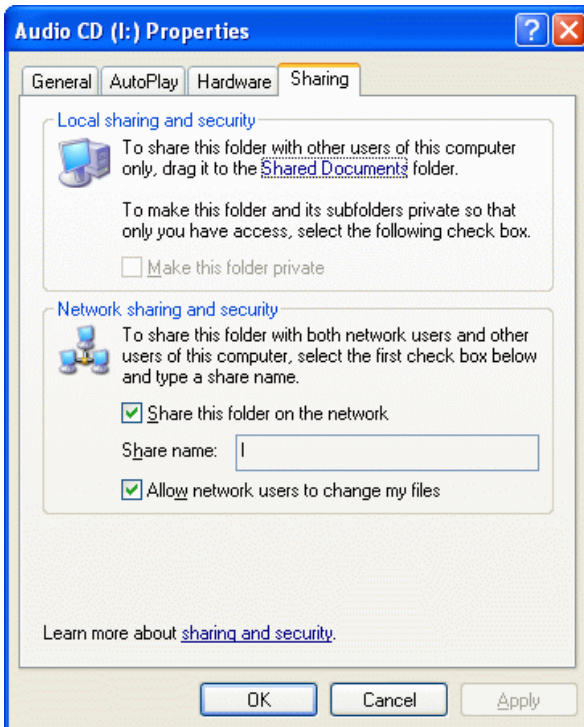 Audio CD (I:) Properties
General AutoPlay Hardware Sharing
Local sharing and security
To share this folder with other users of this computer
only, drag it to the Shared Documents folder.
To make this folder and its subfolders private so that
only you have access, select the following check box.
Make this folder private
Network sharing and security
To share this folder with both network users and other
users of this computer, select the first check box below
and type a share name.
Share this folder on the network
Share name: I
Allow network users to change my files
Learn more about sharing and security.
OK Cancel Apply